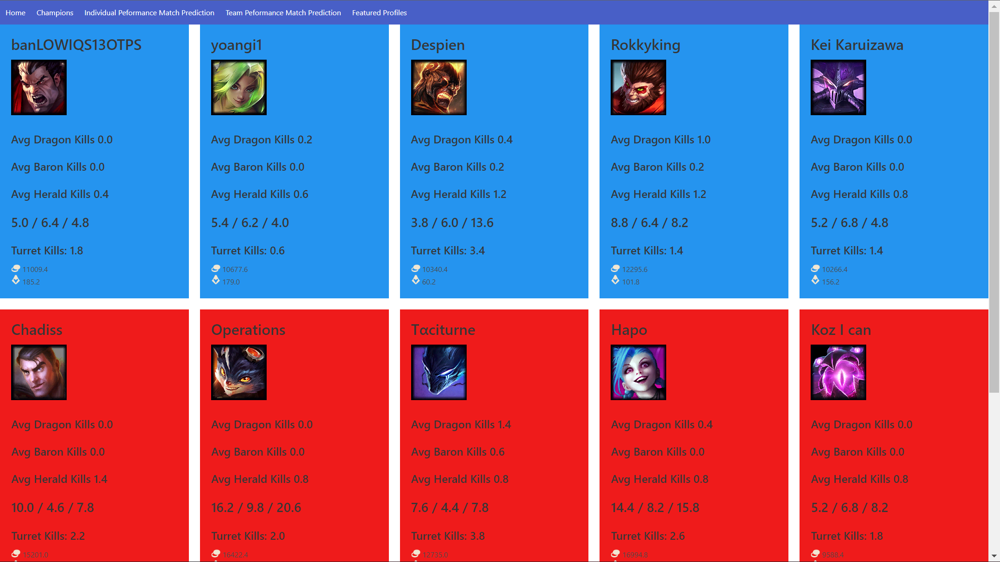 Home Champions Individual Peformance Match Prediction Team Peformance Match Prediction Featured Profiles
banLOWIQS13OTPS
Avg Dragon Kills 0.0
Avg Baron Kills 0.0
Avg Herald Kills 0.4
5.0 / 6.4 / 4.8
Turret Kills: 1.8
11009.4
185.2
yoangi1
Avg Dragon Kills 0.2
Avg Baron Kills 0.0
Avg Herald Kills 0.6
5.4 / 6.2 / 4.0
Turret Kills: 0.6
10677.6
179.0
Despien
Avg Dragon Kills 0.4
Avg Baron Kills 0.2
Avg Herald Kills 1.2
3.8 / 6.0 / 13.6
Turret Kills: 3.4
10340.4
60.2
Rokkyking
Avg Dragon Kills 1.0
Avg Baron Kills 0.2
Avg Herald Kills 1.2
8.8 / 6.4 / 8.2
Turret Kills: 1.4
12295.6
101.8
Kei Karuizawa
Avg Dragon Kills 0.0
Avg Baron Kills 0.0
Avg Herald Kills 0.8
5.2 / 6.8 / 4.8
Turret Kills: 1.4
10266.4
156.2
Chadiss
Avg Dragon Kills 0.0
Avg Baron Kills 0.0
Avg Herald Kills 1.4
10.0 / 4.6 / 7.8
Turret Kills: 2.2
15201.0
Operations
Avg Dragon Kills 0.0
Avg Baron Kills 0.0
Avg Herald Kills 0.8
16.2 / 9.8 / 20.6
Turret Kills: 2.0
16422.4
Tαciturne
Avg Dragon Kills 1.4
Avg Baron Kills 0.6
Avg Herald Kills 0.8
7.6 / 4.4 / 7.8
Turret Kills: 3.8
12735.0
Hapo
Avg Dragon Kills 0.4
Avg Baron Kills 0.0
Avg Herald Kills 0.8
14.4 / 8.2 / 15.8
Turret Kills: 2.6
16994.8
Koz I can
Avg Dragon Kills 0.0
Avg Baron Kills 0.0
Avg Herald Kills 0.8
5.2 / 6.8 / 8.2
Turret Kills: 1.8
9588.4